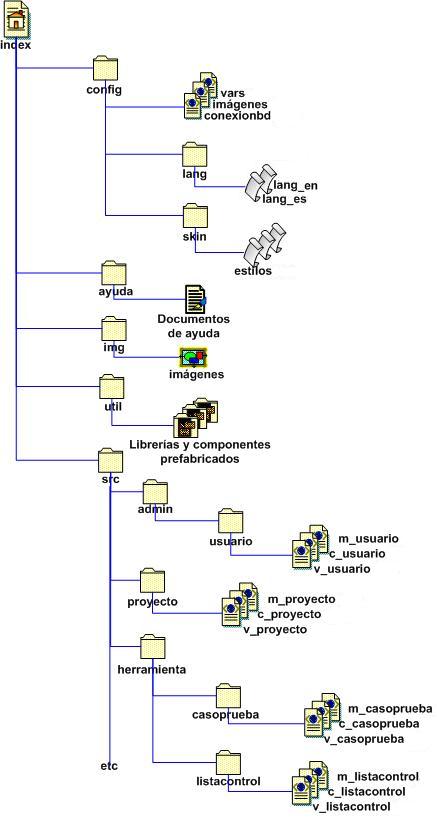 index
config
vars
imágenes
conexionbd
lang
lang_en
lang_es
skin
estilos
ayuda
Documentos
de ayuda
img
imágenes
util
Librerías y componentes
prefabricados
src
admin
usuario
m_usuario
c_usuario
v_usuario
proyecto
m_proyecto
c_proyecto
v_proyecto
herramienta
casoprueba
m_casoprueba
c_casoprueba
v_casoprueba
etc
listacontrol
m_listacontrol
c_listacontrol
v_listacontrol